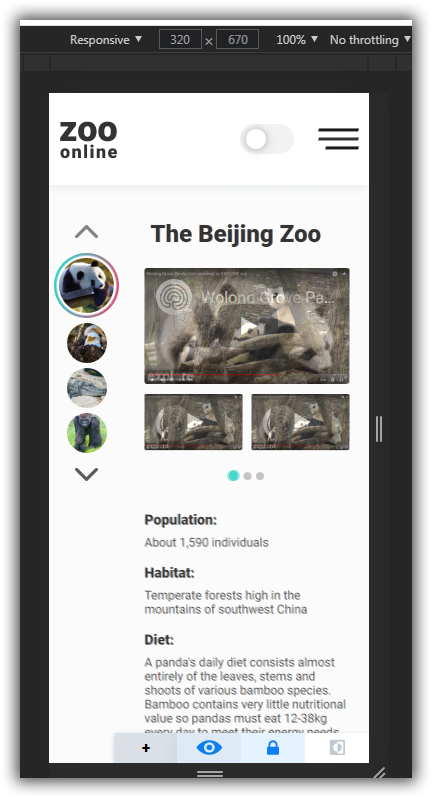 Responsive 320 × 670 100% No throttling
ZOO
online
The Beijing Zoo
Wolong Grove Pa...
explore
Population:
About 1,590 individuals
Habitat:
Temperate forests high in the
mountains of southwest China
Diet:
A panda's daily diet consists almost
entirely of the leaves, stems and
shoots of various bamboo species.
Bamboo contains very little nutritional
value so pandas must eat 12-38kg
every day to meet their energy needs.
+